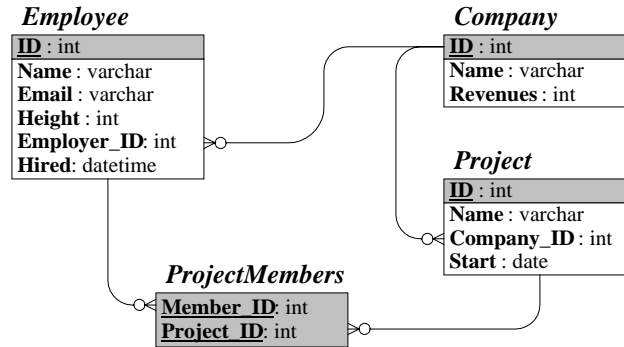 Employee
ID : int
Name : varchar
Email : varchar
Height : int
Employer_ID: int
Hired: datetime
Company
ID : int
Name : varchar
Revenues : int
Project
ID : int
Name : varchar
Company_ID : int
Start : date
ProjectMembers
Member_ID: int
Project_ID: int